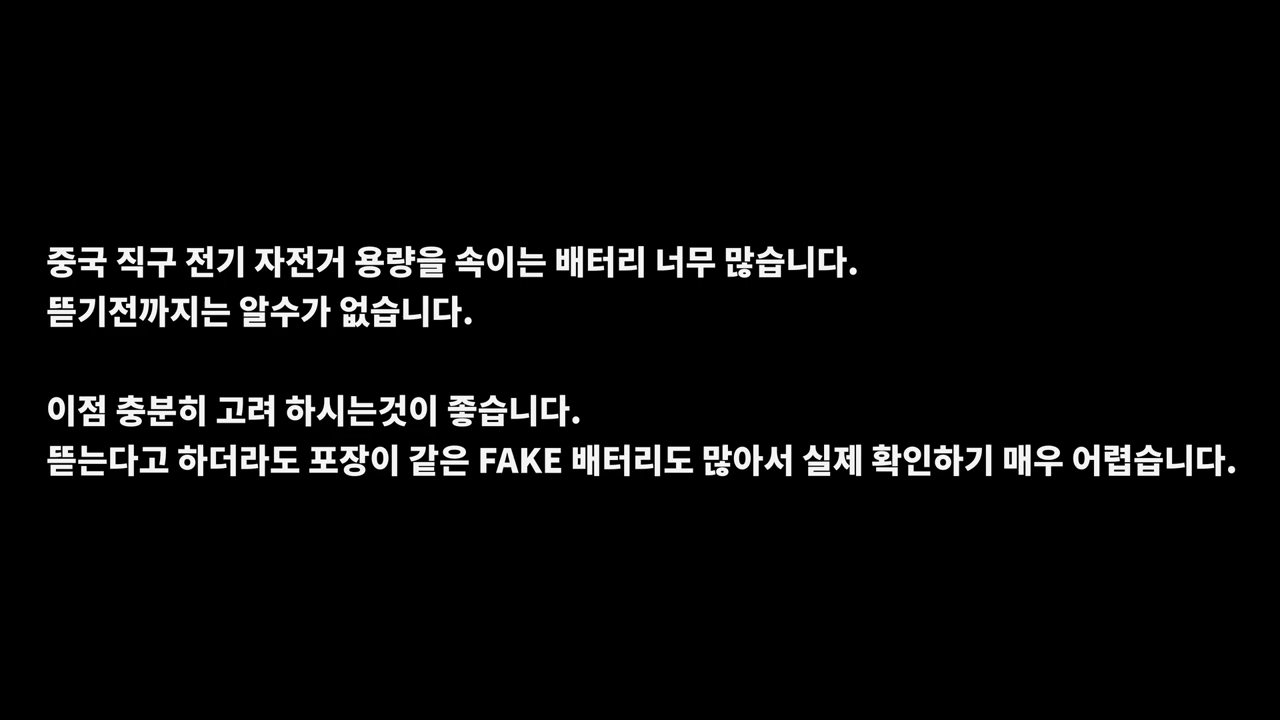 중국 직구 전기 자전거 용량을 속이는 배터리 너무 많습니다.
뜯기전까지는 알수가 없습니다.
이점 충분히 고려 하시는것이 좋습니다.
뜯는다고 하더라도 포장이 같은 FAKE 배터리도 많아서 실제 확인하기 매우 어렵습니다.